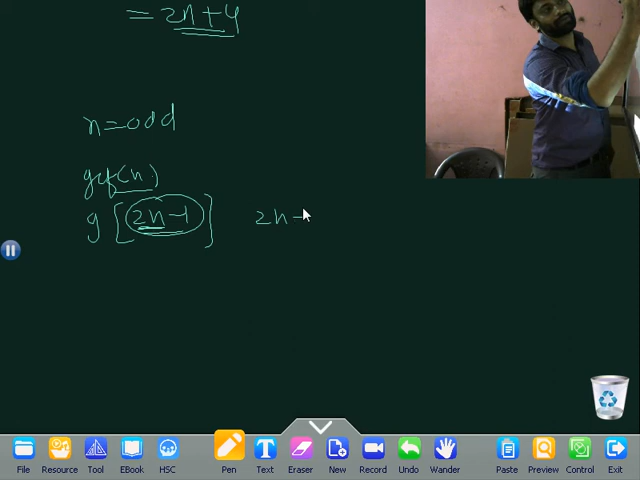 = 2n + 4
n = odd
gof(n)
g [ 2n - 1 ] 2n -
File Resource Tool EBook HSC Pen Text Eraser New Record Undo Wander Paste Preview Control Exit